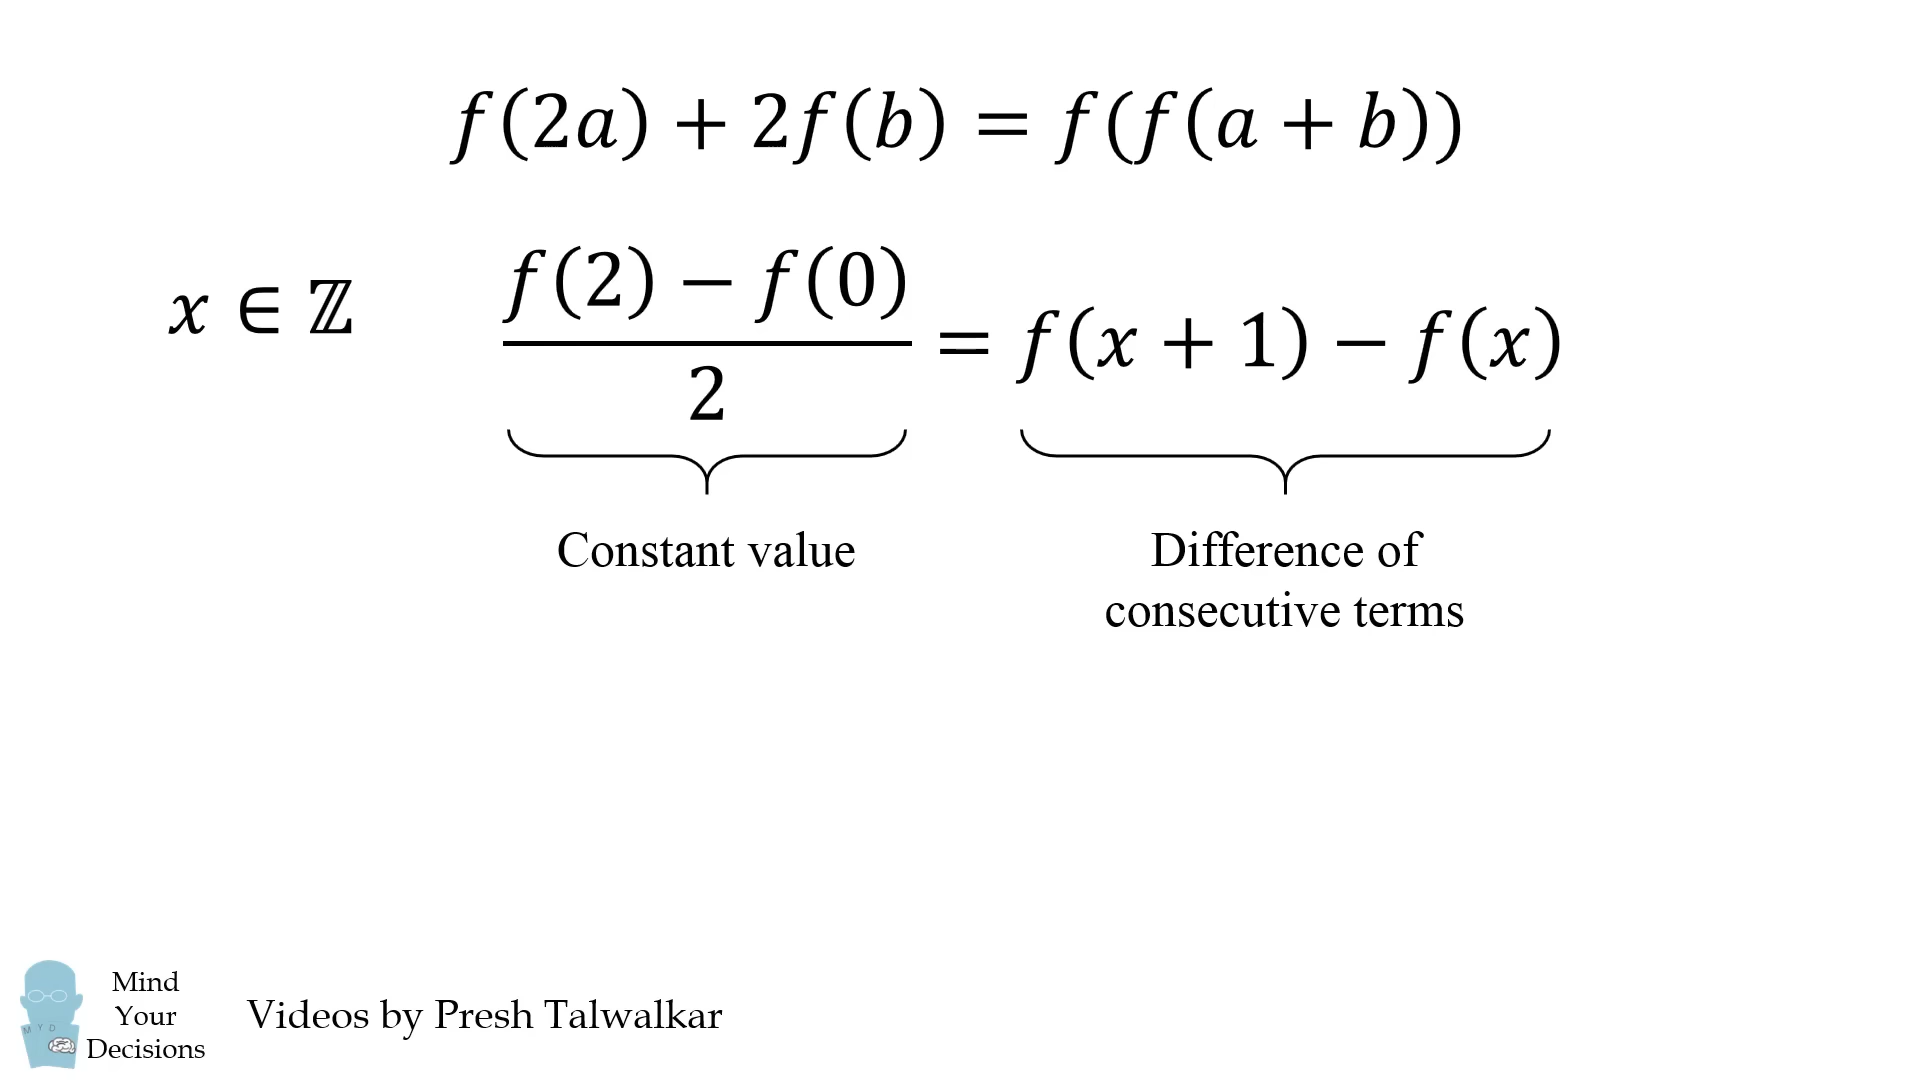 f(2a) + 2f(b) = f(f(a + b))
x ∈ ℤ
f(2) − f(0)
2
= f(x + 1) − f(x)
Constant value
Difference of
consecutive terms
M Y D
Mind
Your
Decisions
Videos by Presh Talwalkar